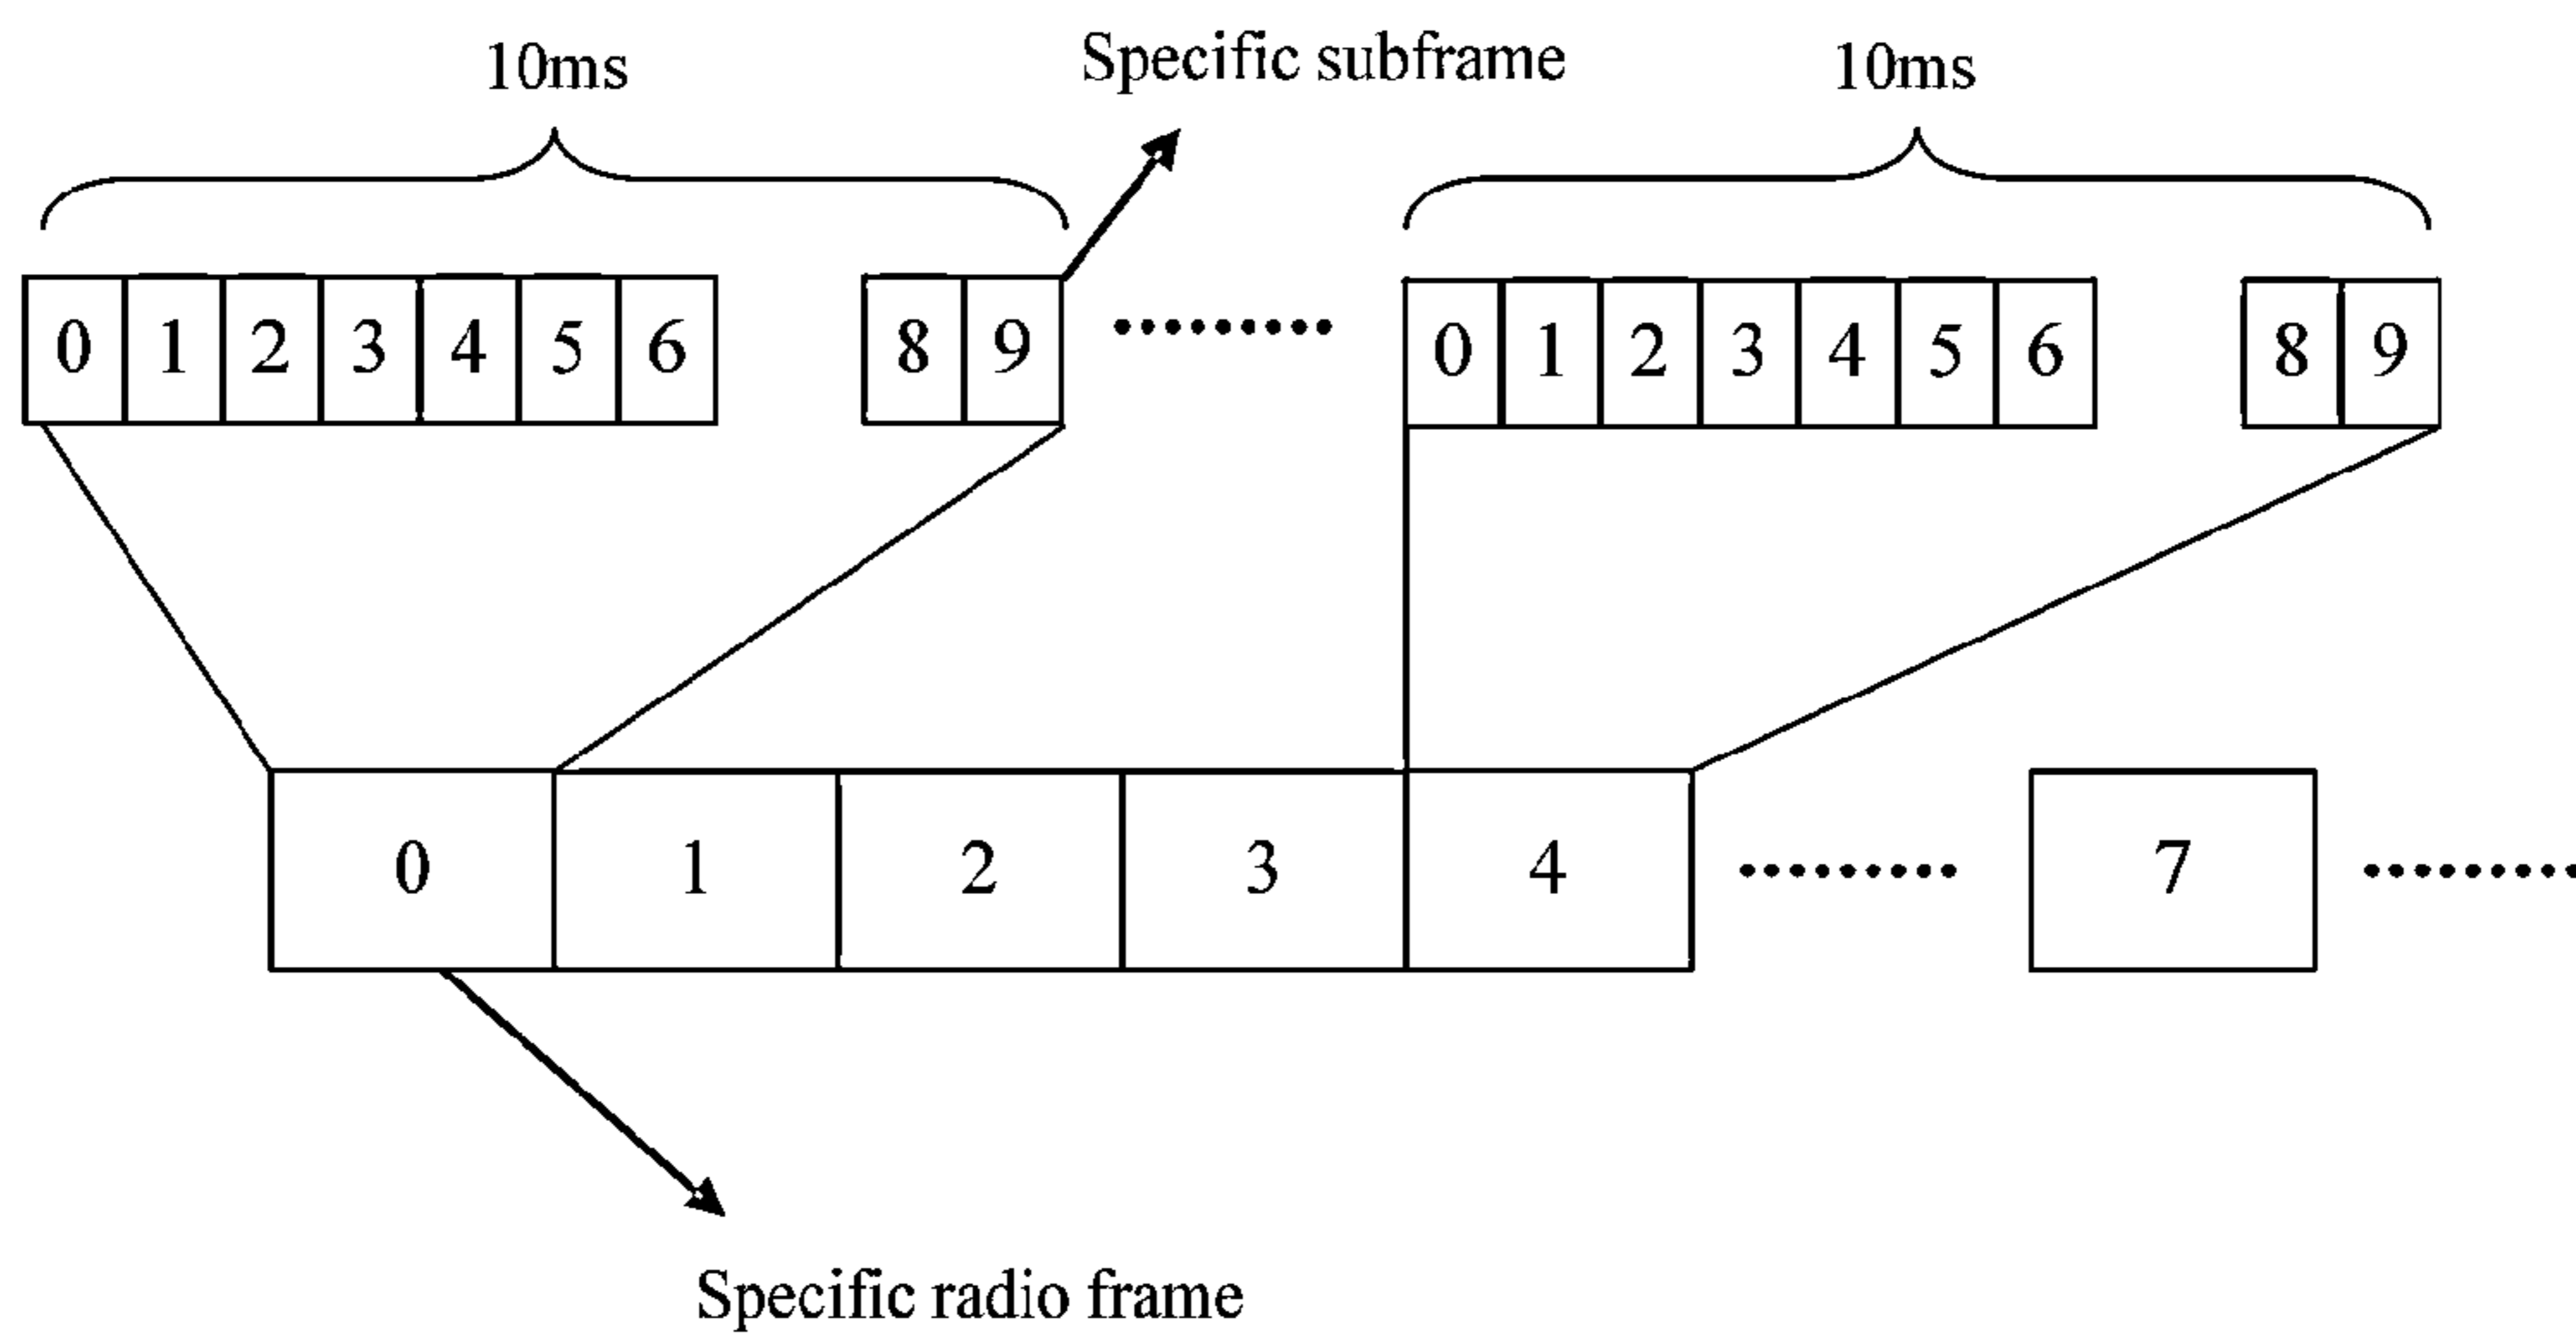 10ms Specific subframe 10ms
0 1 2 3 4 5 6 8 9 ......... 0 1 2 3 4 5 6 8 9
0 1 2 3 4 ......... 7 .........
Specific radio frame